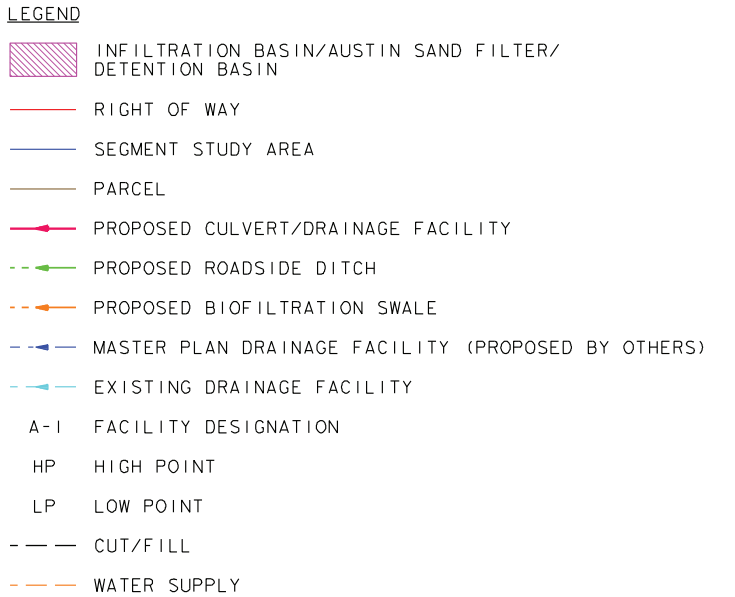 LEGEND
INFILTRATION BASIN/AUSTIN SAND FILTER/
DETENTION BASIN
RIGHT OF WAY
SEGMENT STUDY AREA
PARCEL
PROPOSED CULVERT/DRAINAGE FACILITY
PROPOSED ROADSIDE DITCH
PROPOSED BIOFILTRATION SWALE
MASTER PLAN DRAINAGE FACILITY (PROPOSED BY OTHERS)
EXISTING DRAINAGE FACILITY
A-1 FACILITY DESIGNATION
HP HIGH POINT
LP LOW POINT
CUT/FILL
WATER SUPPLY